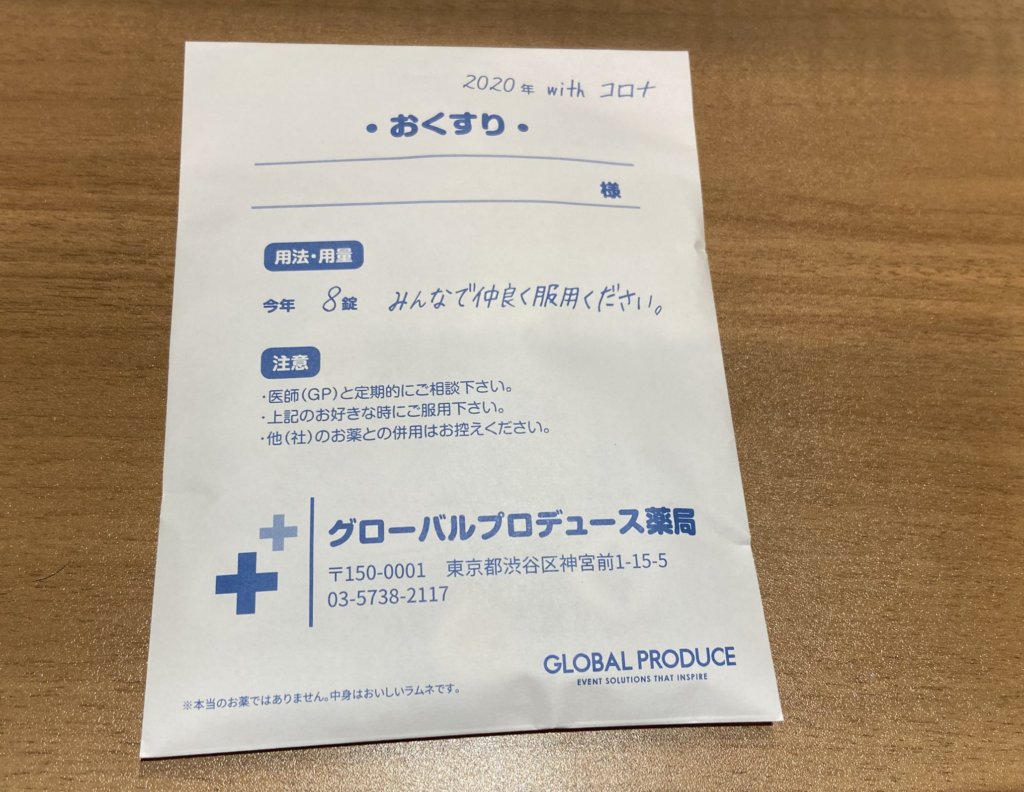 2020年 with コロナ
・おくすり・
様
用法・用量
今年 8錠 みんなで仲良く服用ください。
注意
・医師(GP)と定期的にご相談下さい。
・上記のお好きな時にご服用下さい。
・他(社)のお薬との併用はお控えください。
グローバルプロデュース薬局
〒150-0001 東京都渋谷区神宮前1-15-5
03-5738-2117
GLOBAL PRODUCE
EVENT SOLUTIONS THAT INSPIRE
※本当のお薬ではありません。中身はおいしいラムネです。